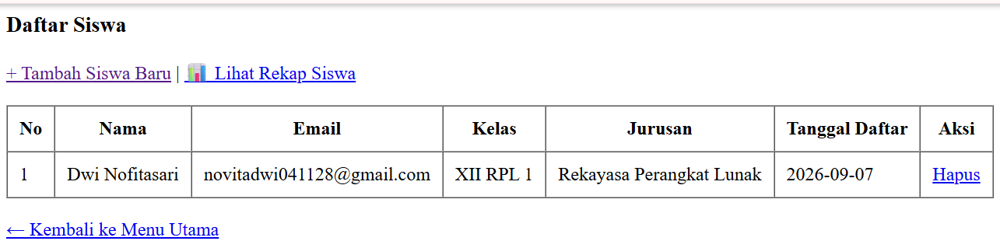 Daftar Siswa
+ Tambah Siswa Baru | 📊 Lihat Rekap Siswa
No Nama Email Kelas Jurusan Tanggal Daftar Aksi
1 Dwi Nofitasari novitadwi041128@gmail.com XII RPL 1 Rekayasa Perangkat Lunak 2026-09-07 Hapus
← Kembali ke Menu Utama